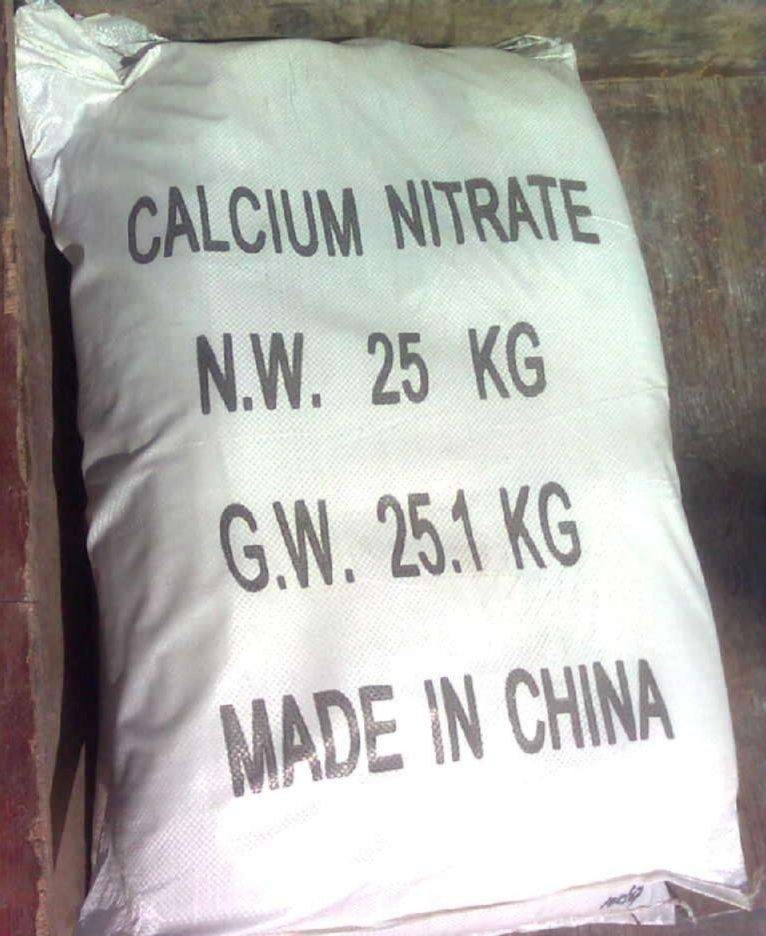 CALCIUM NITRATE
N.W. 25 KG
G.W. 25.1 KG
MADE IN CHINA